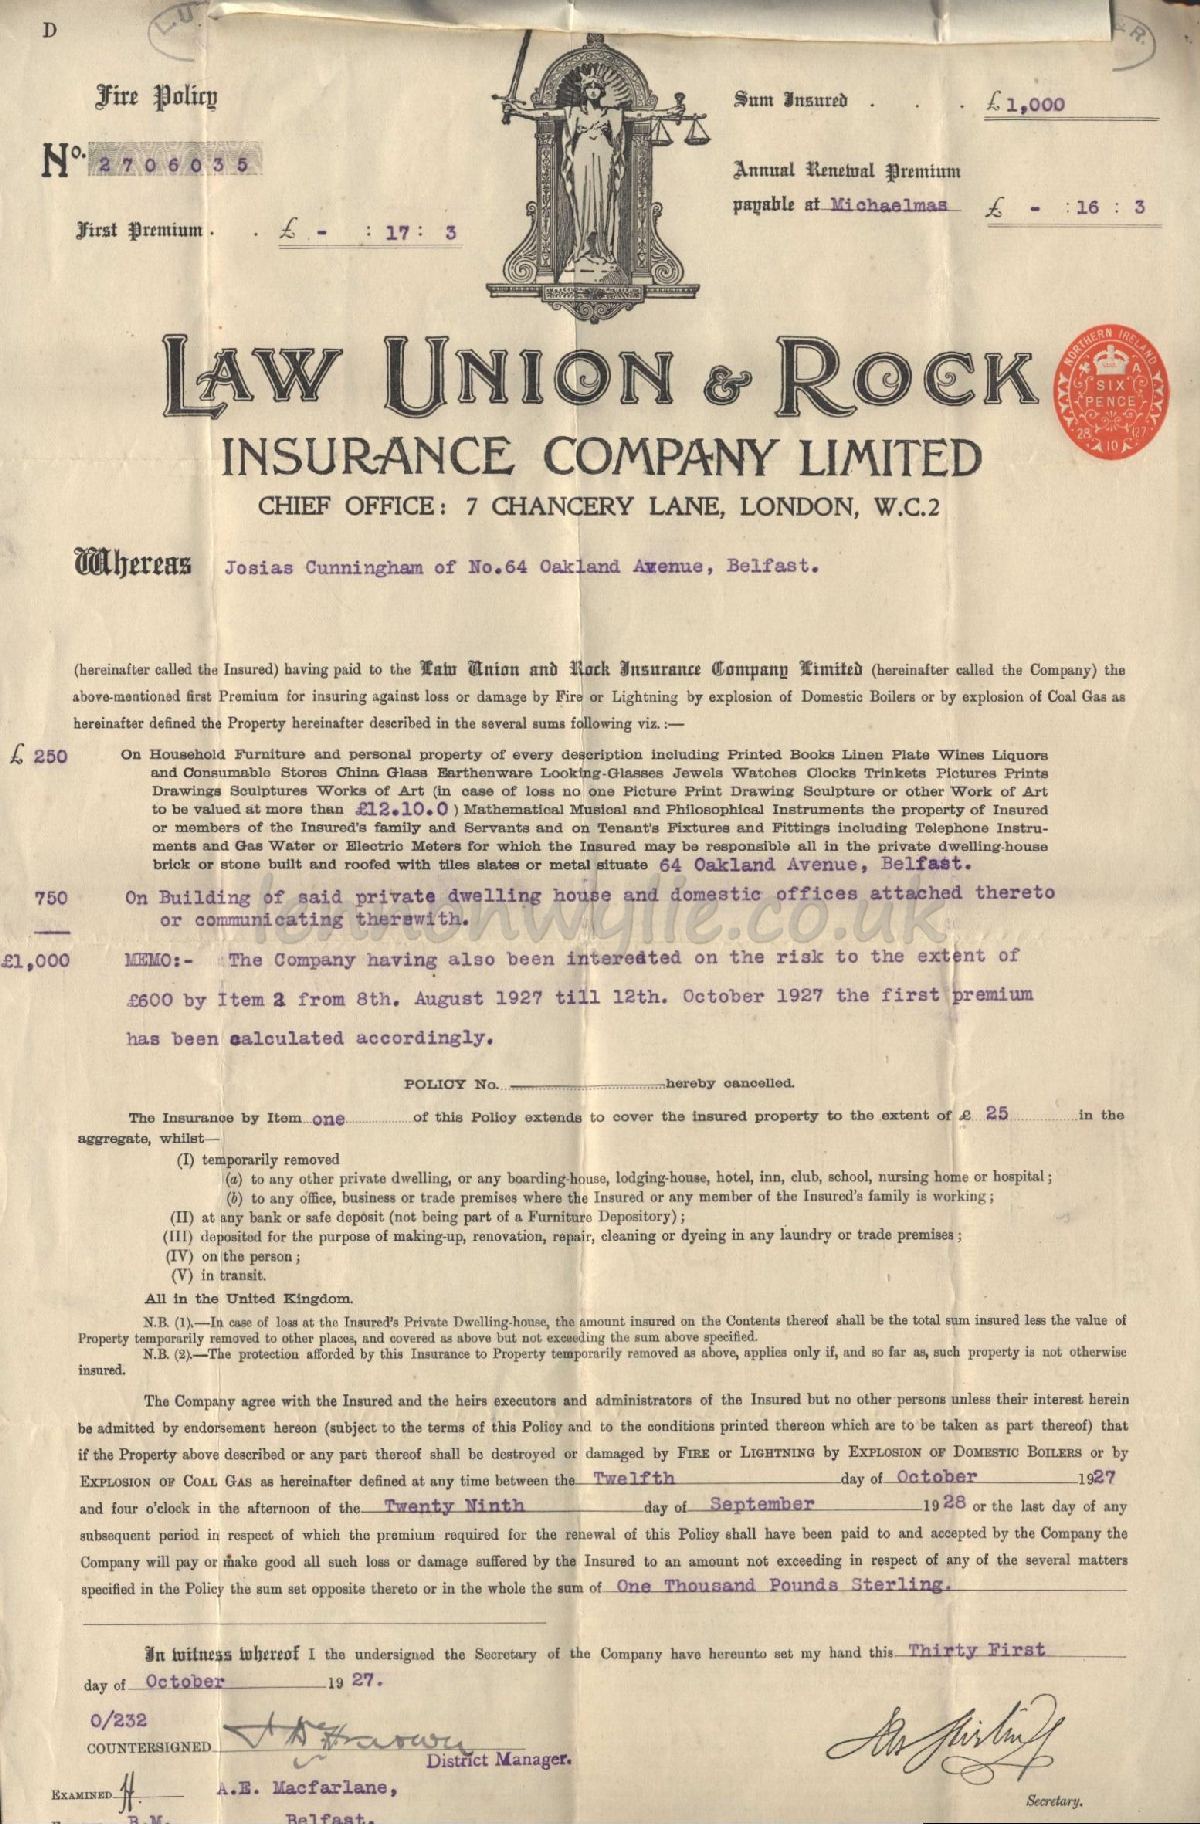 D
L.U.
& R.
Fire Policy
No. 2706035
First Premium . . £ - : 17 : 3
Sum Insured . . . £1,000
Annual Renewal Premium
payable at Michaelmas £ - : 16 : 3
LAW UNION & ROCK
INSURANCE COMPANY LIMITED
CHIEF OFFICE: 7 CHANCERY LANE, LONDON, W.C.2
NORTHERN IRELAND
A
SIX
PENCE
28 10 27
Whereas Josias Cunningham of No.64 Oakland Avenue, Belfast.
(hereinafter called the Insured) having paid to the Law Union and Rock Insurance Company Limited (hereinafter called the Company) the
above-mentioned first Premium for insuring against loss or damage by Fire or Lightning by explosion of Domestic Boilers or by explosion of Coal Gas as
hereinafter defined the Property hereinafter described in the several sums following viz.:—
£ 250 On Household Furniture and personal property of every description including Printed Books Linen Plate Wines Liquors
and Consumable Stores China Glass Earthenware Looking-Glasses Jewels Watches Clocks Trinkets Pictures Prints
Drawings Sculptures Works of Art (in case of loss no one Picture Print Drawing Sculpture or other Work of Art
to be valued at more than £12.10.0) Mathematical Musical and Philosophical Instruments the property of Insured
or members of the Insured's family and Servants and on Tenant's Fixtures and Fittings including Telephone Instru-
ments and Gas Water or Electric Meters for which the Insured may be responsible all in the private dwelling-house
brick or stone built and roofed with tiles slates or metal situate 64 Oakland Avenue, Belfast.
750 On Building of said private dwelling house and domestic offices attached thereto
or communicating therewith.
lennonwylie.co.uk
£1,000 MEMO:- The Company having also been interedted on the risk to the extent of
£600 by Item 2 from 8th. August 1927 till 12th. October 1927 the first premium
has been calculated accordingly.
POLICY No. hereby cancelled.
The Insurance by Item one of this Policy extends to cover the insured property to the extent of £ 25 in the
aggregate, whilst—
(I) temporarily removed
(a) to any other private dwelling, or any boarding-house, lodging-house, hotel, inn, club, school, nursing home or hospital;
(b) to any office, business or trade premises where the Insured or any member of the Insured's family is working;
(II) at any bank or safe deposit (not being part of a Furniture Depository);
(III) deposited for the purpose of making-up, renovation, repair, cleaning or dyeing in any laundry or trade premises;
(IV) on the person;
(V) in transit.
All in the United Kingdom.
N.B. (1).—In case of loss at the Insured's Private Dwelling-house, the amount insured on the Contents thereof shall be the total sum insured less the value of
Property temporarily removed to other places, and covered as above but not exceeding the sum above specified.
N.B. (2).—The protection afforded by this Insurance to Property temporarily removed as above, applies only if, and so far as, such property is not otherwise
insured.
The Company agree with the Insured and the heirs executors and administrators of the Insured but no other persons unless their interest herein
be admitted by endorsement hereon (subject to the terms of this Policy and to the conditions printed thereon which are to be taken as part thereof) that
if the Property above described or any part thereof shall be destroyed or damaged by FIRE or LIGHTNING by EXPLOSION OF DOMESTIC BOILERS or by
EXPLOSION OF COAL GAS as hereinafter defined at any time between the Twelfth day of October 1927
and four o'clock in the afternoon of the Twenty Ninth day of September 1928 or the last day of any
subsequent period in respect of which the premium required for the renewal of this Policy shall have been paid to and accepted by the Company the
Company will pay or make good all such loss or damage suffered by the Insured to an amount not exceeding in respect of any of the several matters
specified in the Policy the sum set opposite thereto or in the whole the sum of One Thousand Pounds Sterling.
In witness whereof I the undersigned the Secretary of the Company have hereunto set my hand this Thirty First
day of October 1927.
0/232
COUNTERSIGNED
District Manager.
EXAMINED H. A.E. Macfarlane,
Secretary.
B.M. Belfast.